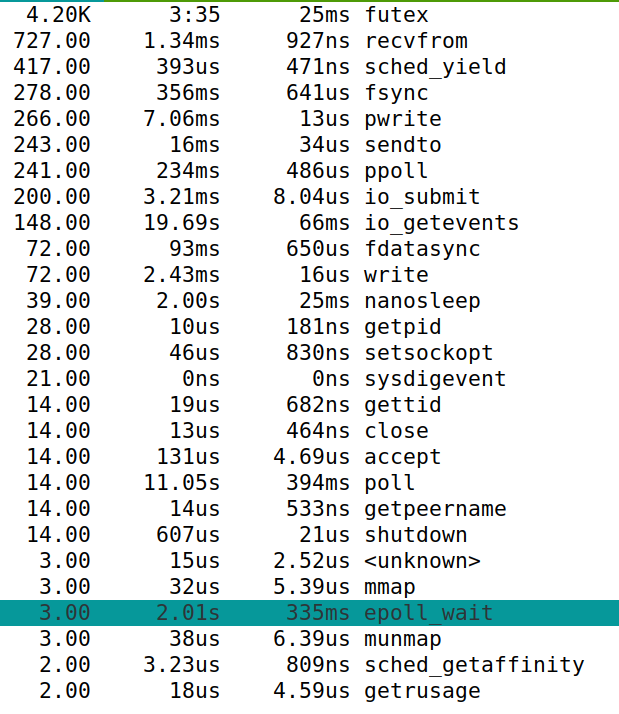 4.20K 3:35 25ms futex
727.00 1.34ms 927ns recvfrom
417.00 393us 471ns sched_yield
278.00 356ms 641us fsync
266.00 7.06ms 13us pwrite
243.00 16ms 34us sendto
241.00 234ms 486us ppoll
200.00 3.21ms 8.04us io_submit
148.00 19.69s 66ms io_getevents
72.00 93ms 650us fdatasync
72.00 2.43ms 16us write
39.00 2.00s 25ms nanosleep
28.00 10us 181ns getpid
28.00 46us 830ns setsockopt
21.00 0ns 0ns sysdigevent
14.00 19us 682ns gettid
14.00 13us 464ns close
14.00 131us 4.69us accept
14.00 11.05s 394ms poll
14.00 14us 533ns getpeername
14.00 607us 21us shutdown
3.00 15us 2.52us <unknown>
3.00 32us 5.39us mmap
3.00 2.01s 335ms epoll_wait
3.00 38us 6.39us munmap
2.00 3.23us 809ns sched_getaffinity
2.00 18us 4.59us getrusage